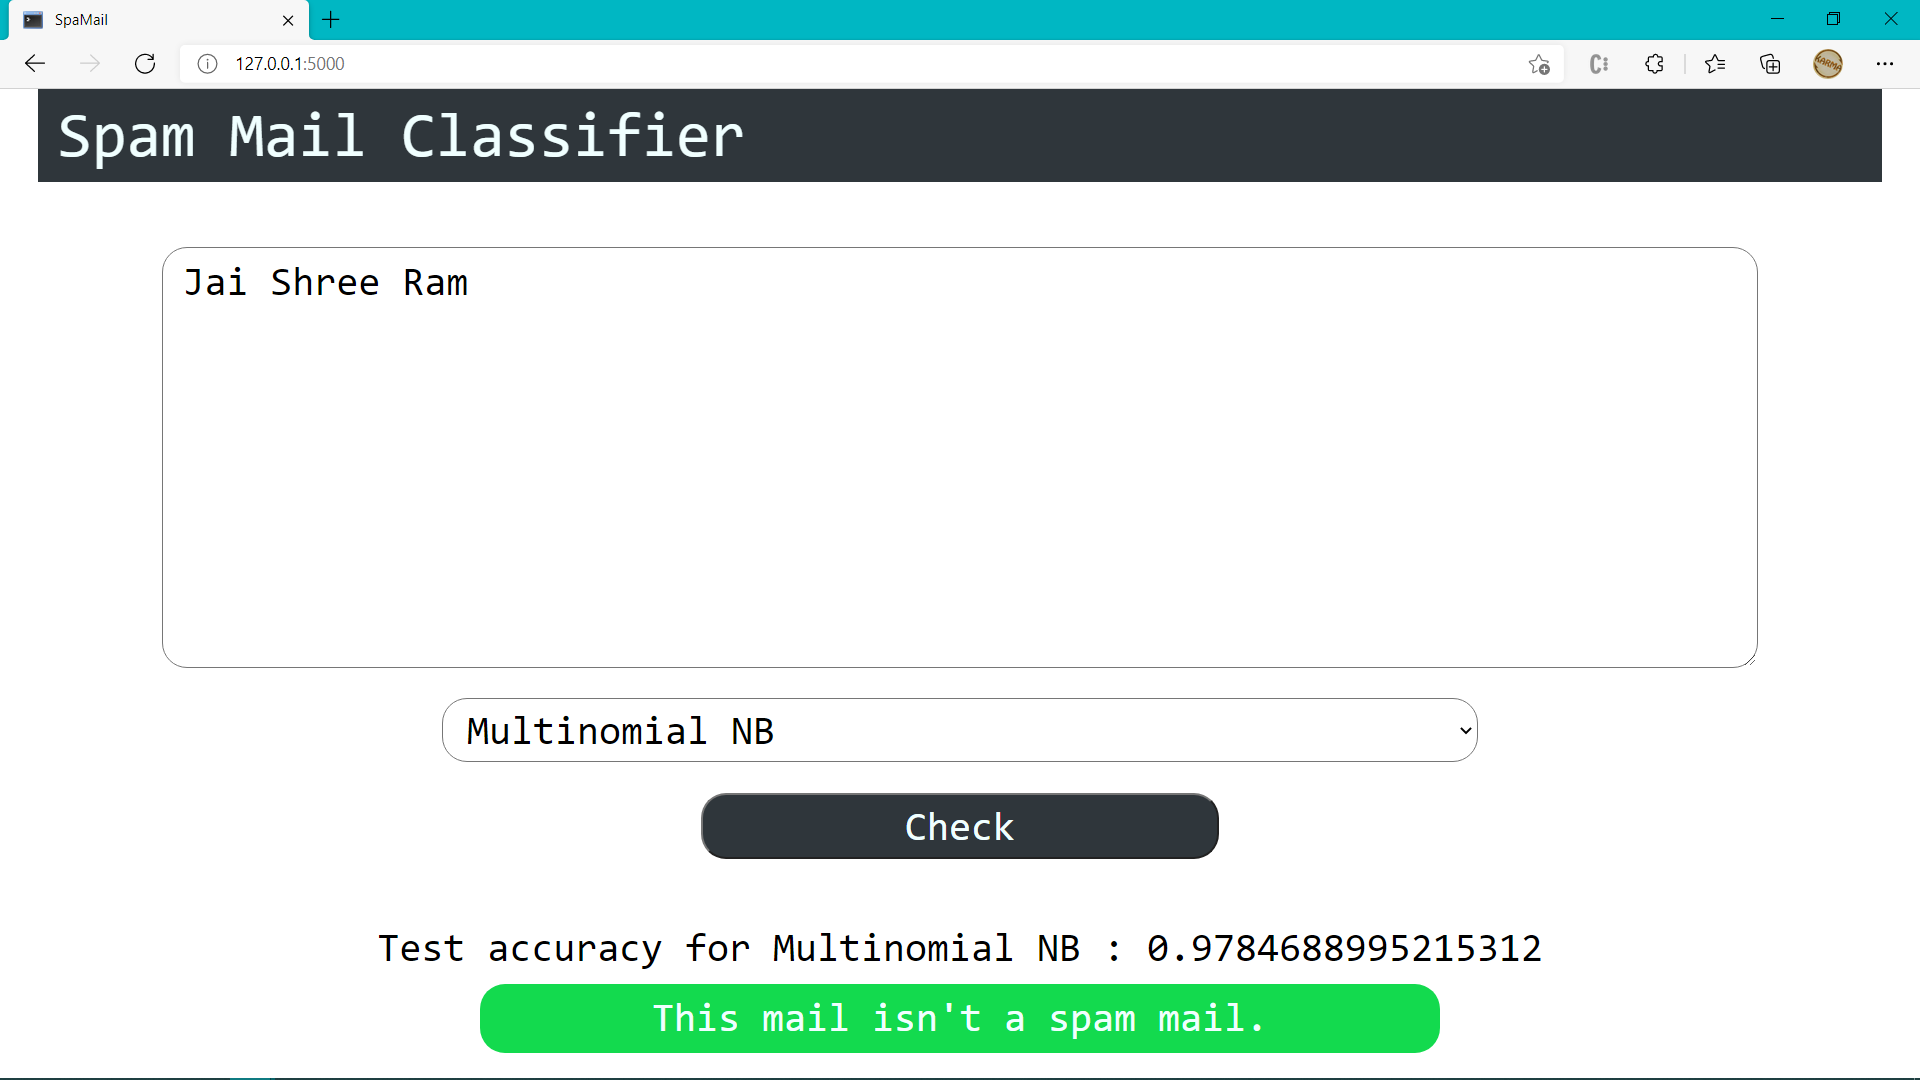 SpaMail
127.0.0.1:5000
KARMA
Spam Mail Classifier
Jai Shree Ram
Multinomial NB
Check
Test accuracy for Multinomial NB : 0.9784688995215312
This mail isn't a spam mail.